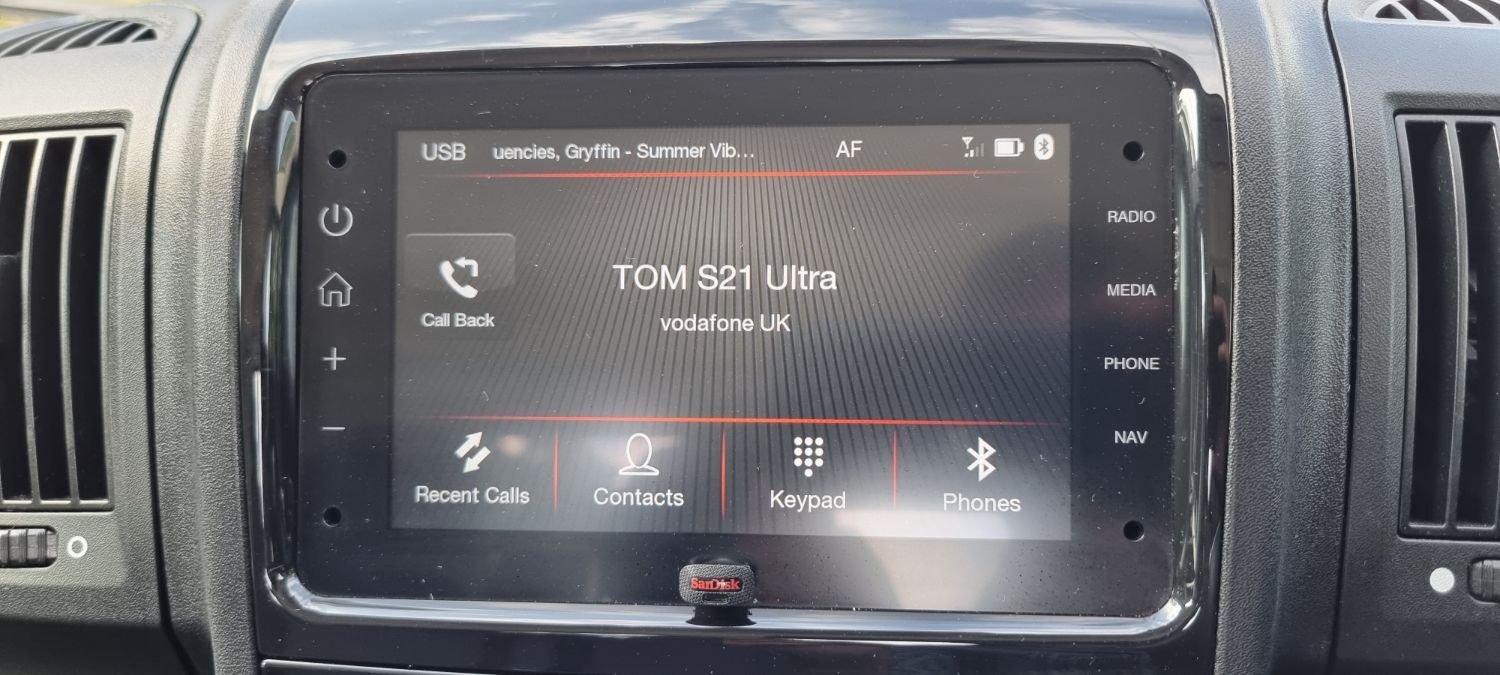 USB uencies, Gryffin - Summer Vib... AF
RADIO
MEDIA
TOM S21 Ultra
Call Back
vodafone UK
PHONE
NAV
Recent Calls
Contacts
Keypad
Phones
SanDisk